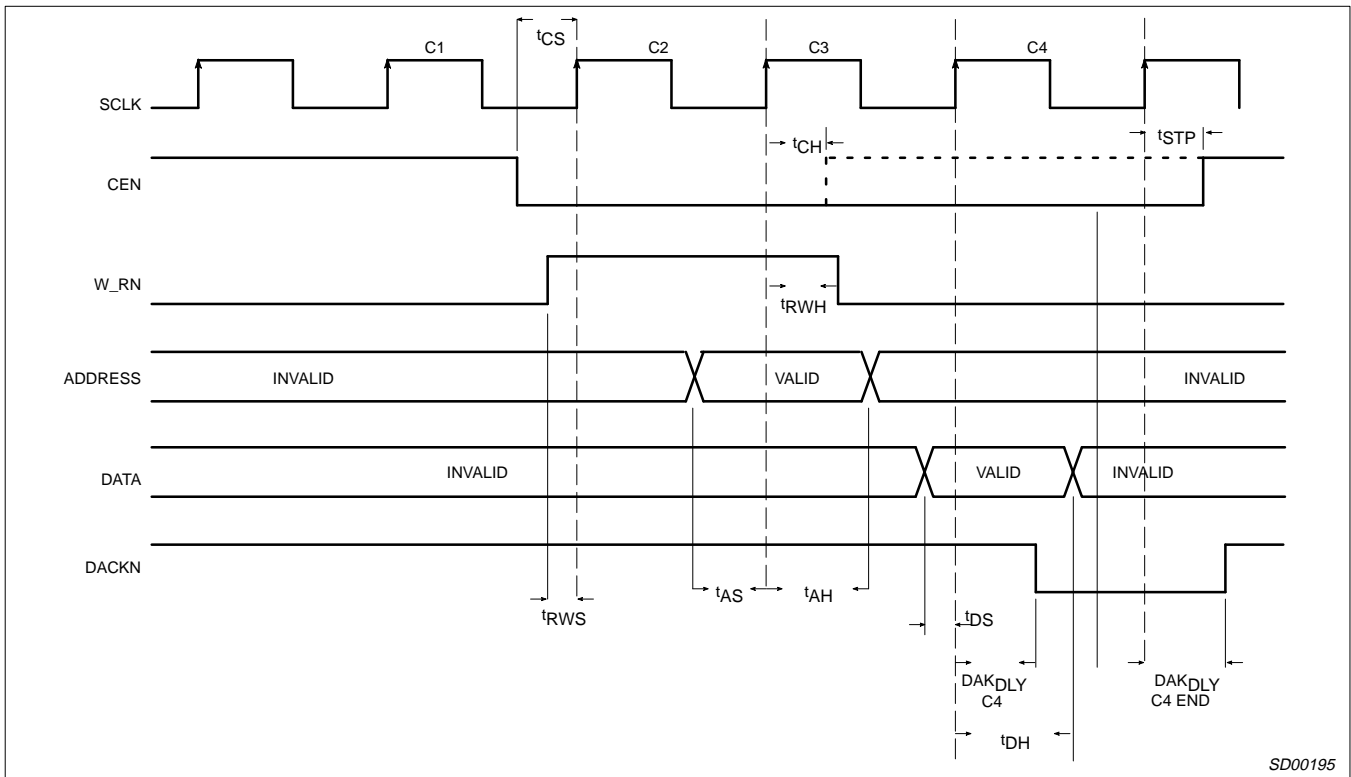 tCS
C1
C2
C3
C4
SCLK
tCH
tSTP
CEN
W_RN
tRWH
ADDRESS
INVALID
VALID
INVALID
DATA
INVALID
VALID
INVALID
DACKN
tRWS
tAS
tAH
tDS
DAKDLY
C4
DAKDLY
C4 END
tDH
SD00195